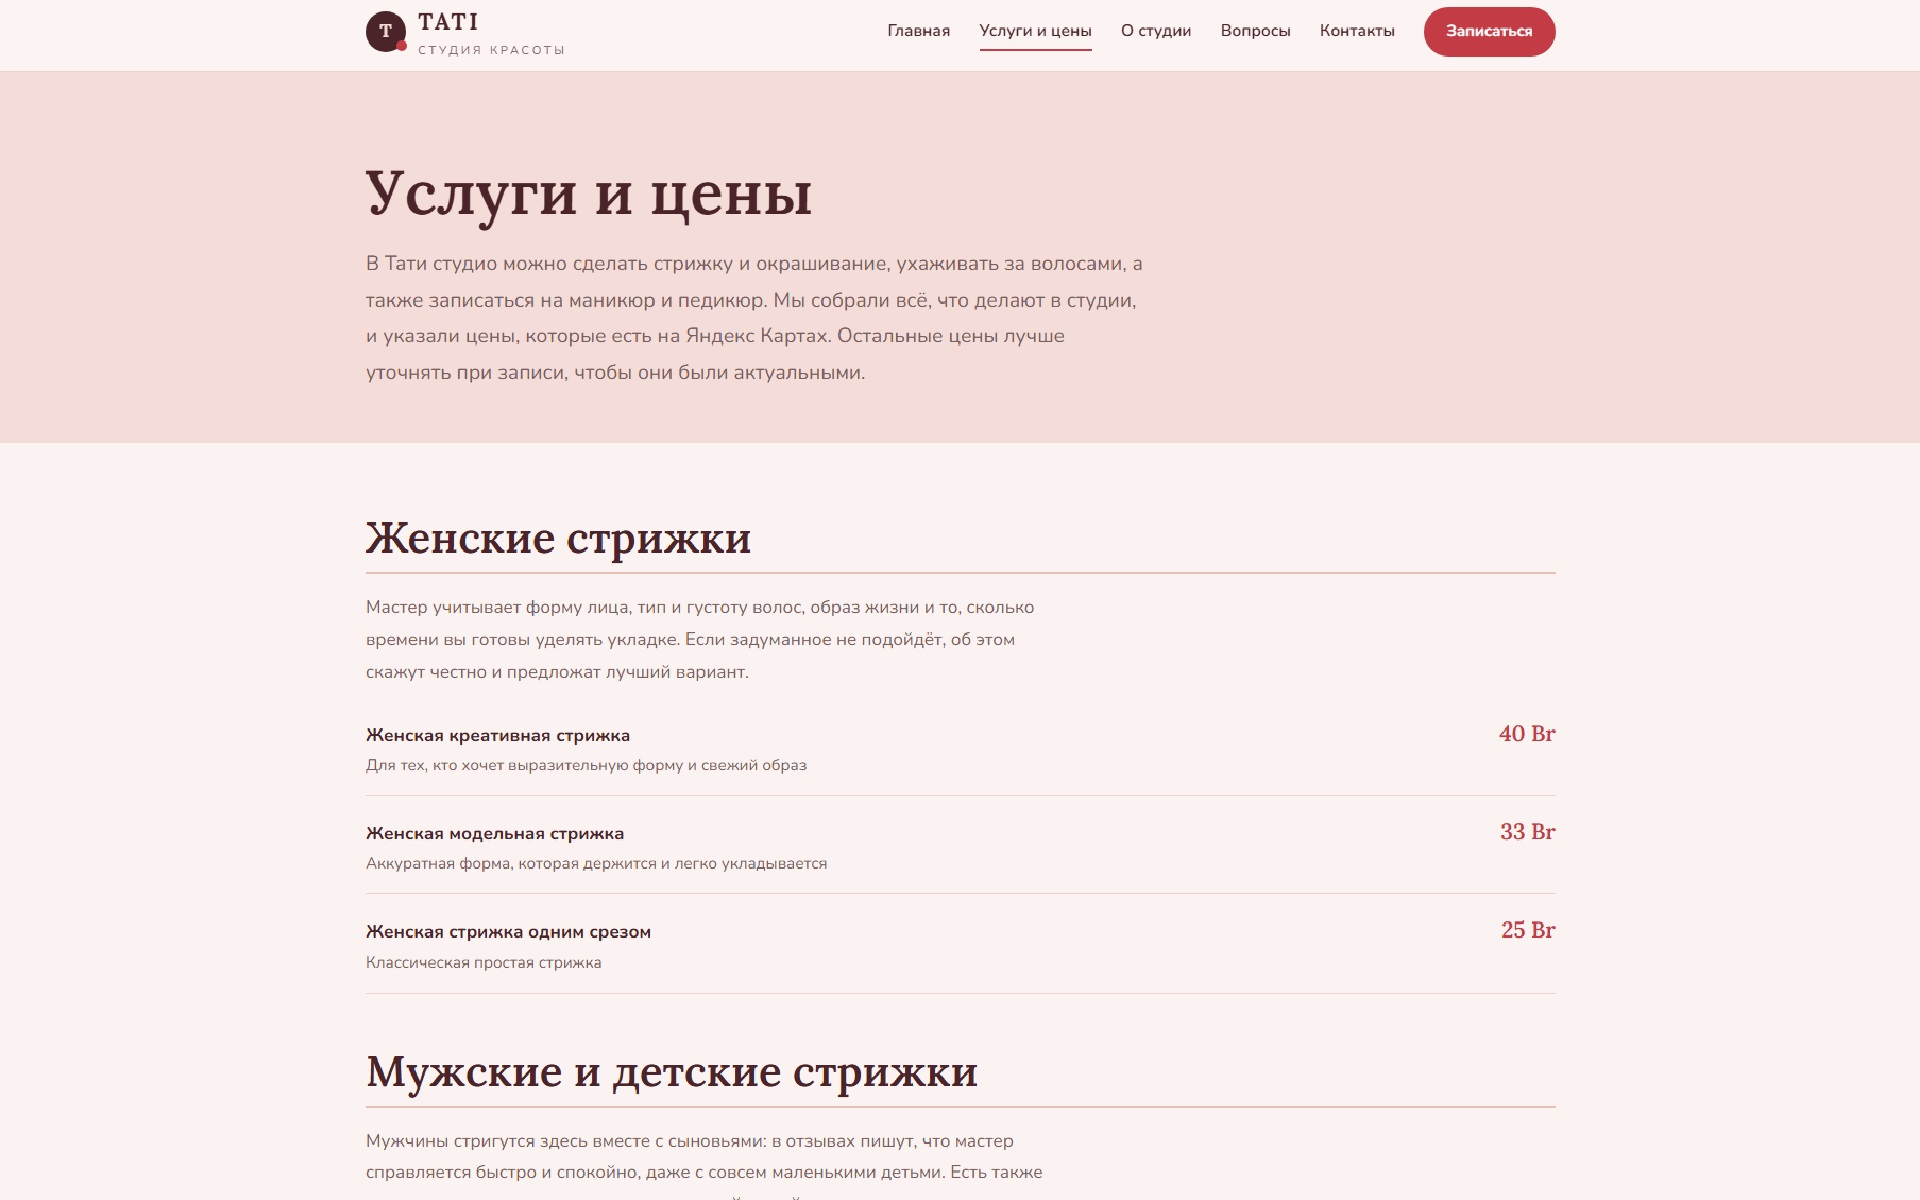 T
TATI
СТУДИЯ КРАСОТЫ
Главная
Услуги и цены
О студии
Вопросы
Контакты
Записаться
Услуги и цены
В Тати студио можно сделать стрижку и окрашивание, ухаживать за волосами, а
также записаться на маникюр и педикюр. Мы собрали всё, что делают в студии,
и указали цены, которые есть на Яндекс Картах. Остальные цены лучше
уточнять при записи, чтобы они были актуальными.
Женские стрижки
Мастер учитывает форму лица, тип и густоту волос, образ жизни и то, сколько
времени вы готовы уделять укладке. Если задуманное не подойдёт, об этом
скажут честно и предложат лучший вариант.
Женская креативная стрижка
40 Br
Для тех, кто хочет выразительную форму и свежий образ
Женская модельная стрижка
33 Br
Аккуратная форма, которая держится и легко укладывается
Женская стрижка одним срезом
25 Br
Классическая простая стрижка
Мужские и детские стрижки
Мужчины стригутся здесь вместе с сыновьями: в отзывах пишут, что мастер
справляется быстро и спокойно, даже с совсем маленькими детьми. Есть также